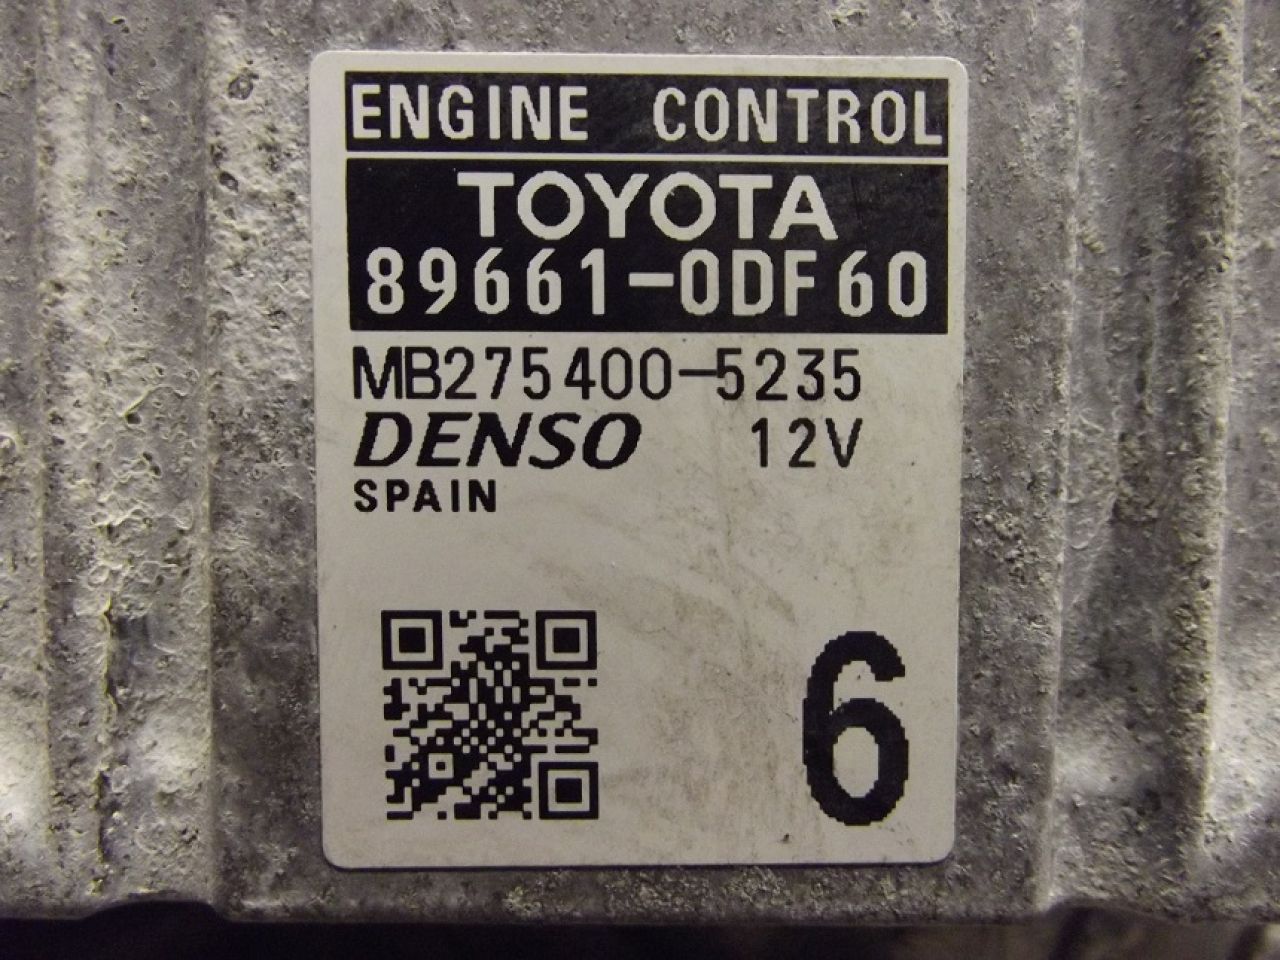 ENGINE CONTROL
TOYOTA
89661-0DF60
MB275400-5235
DENSO 12V
SPAIN
6